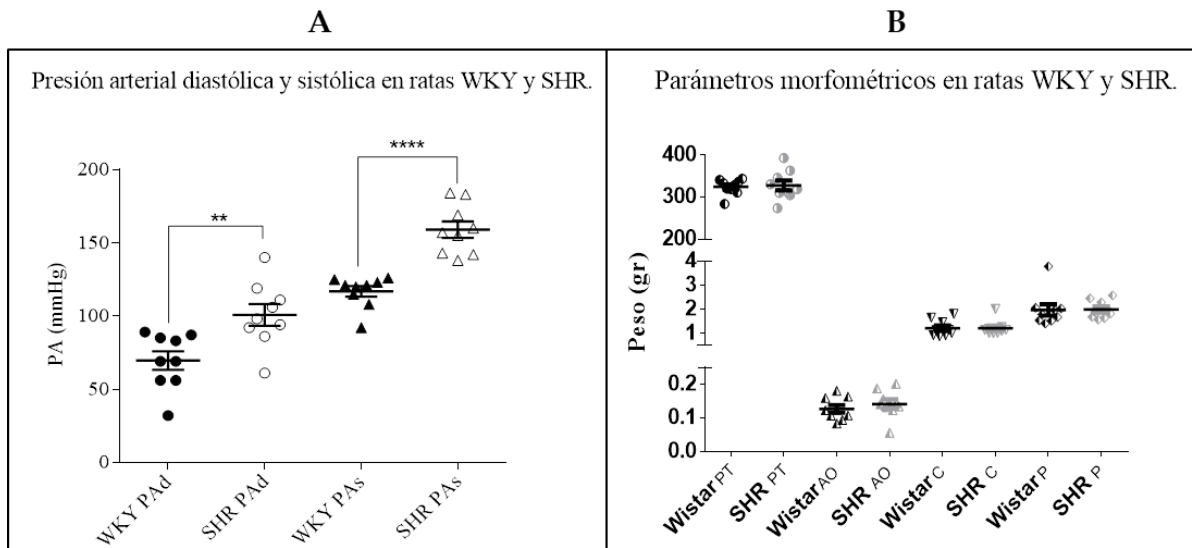 A
B
Presión arterial diastólica y sistólica en ratas WKY y SHR.
200
150
100
50
0
PA (mmHg)
**
****
WKY PAd
SHR PAd
WKY PAs
SHR PAs
Parámetros morfométricos en ratas WKY y SHR.
400
300
200
4
3
2
1
0.2
0.1
0.0
Peso (gr)
Wistar PT
SHR PT
Wistar AO
SHR AO
Wistar C
SHR C
Wistar P
SHR P